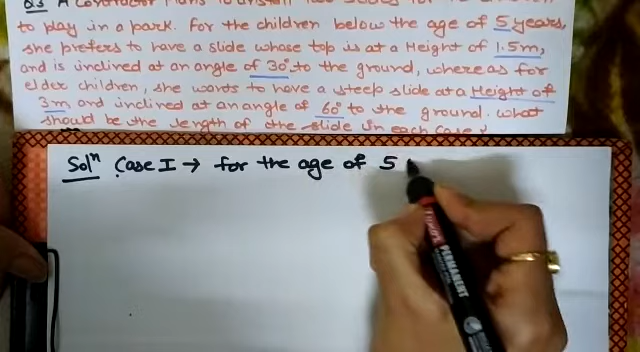 Q3 A Contractor Plans to install two slides for
to play in a park. for the children below the age of 5 years,
she prefers to have a slide whose top is at a Height of 1.5m,
and is inclined at an angle of 30° to the ground, whereas for
elder children, she wants to have a steep slide at a Height of
3m, and inclined at an angle of 60° to the ground. what
should be the length of the slide in each case?
Solⁿ Case I → for the age of 5
PERMANENT